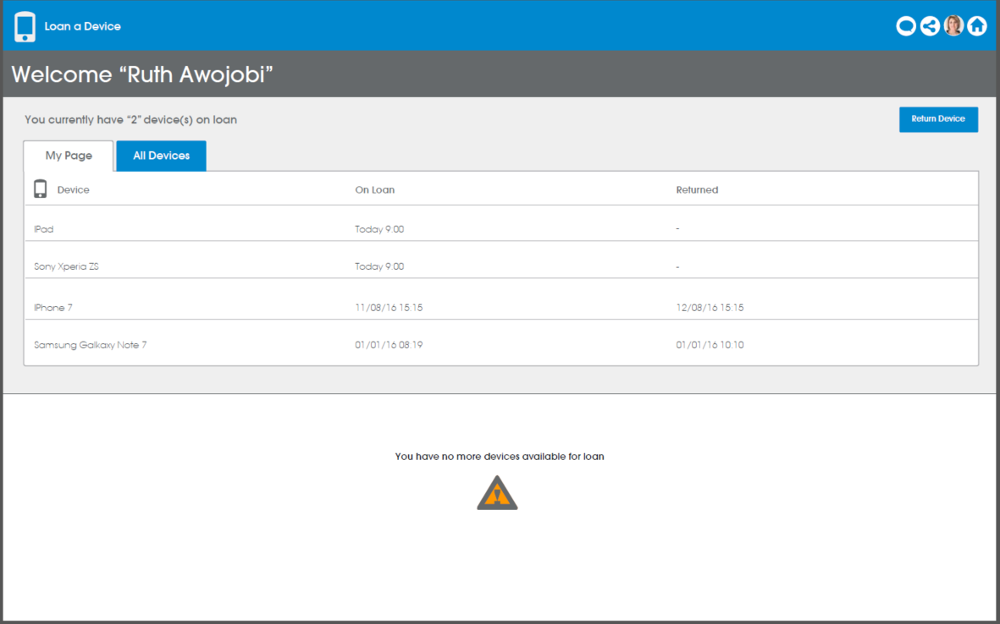 Loan a Device
Welcome “Ruth Awojobi”
You currently have “2” device(s) on loan
Return Device
My Page
All Devices
Device On Loan Returned
IPad Today 9:00 -
Sony Xperia ZS Today 9:00 -
IPhone 7 11/08/16 15.15 12/08/16 15.15
Samsung Galkaxy Note 7 01/01/16 08:19 01/01/16 10:10
You have no more devices available for loan